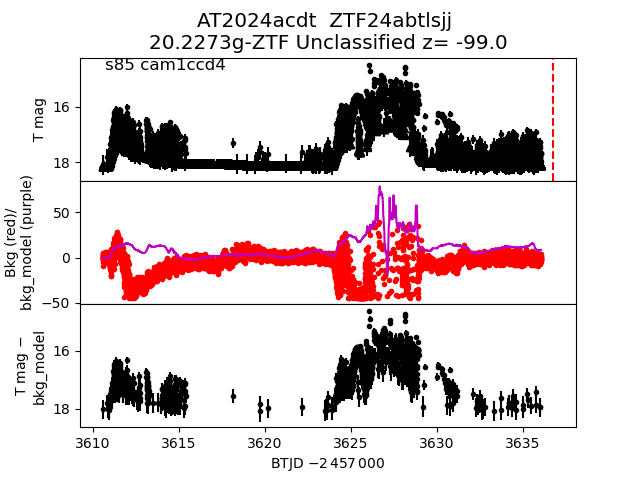 AT2024acdt  ZTF24abtlsjj
20.2273g-ZTF Unclassified z= -99.0
s85 cam1ccd4
T mag
16
18
Bkg (red)/
bkg_model (purple)
50
0
−50
T mag −
bkg_model
16
18
3610 3615 3620 3625 3630 3635
BTJD −2 457 000